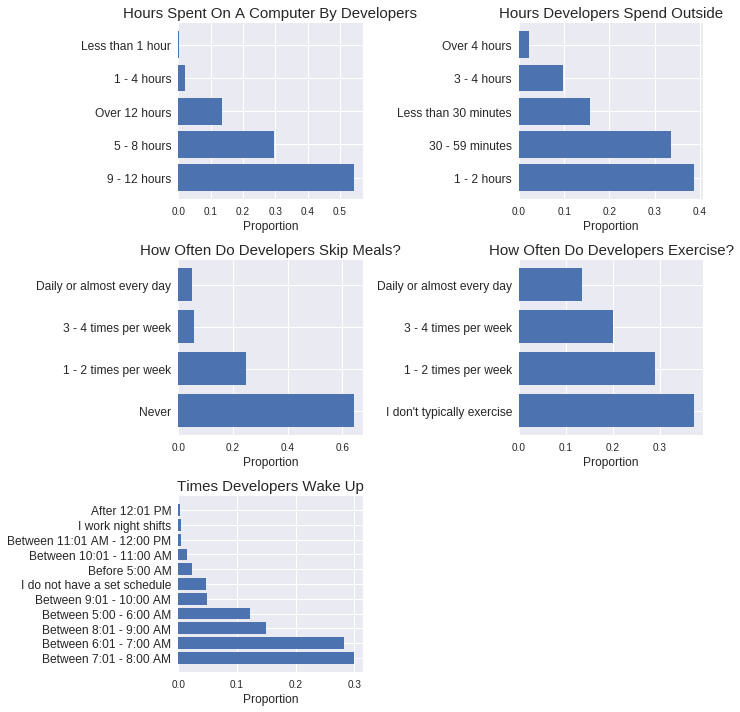 Hours Spent On A Computer By Developers
Less than 1 hour
1 - 4 hours
Over 12 hours
5 - 8 hours
9 - 12 hours
0.0 0.1 0.2 0.3 0.4 0.5
Proportion
Hours Developers Spend Outside
Over 4 hours
3 - 4 hours
Less than 30 minutes
30 - 59 minutes
1 - 2 hours
0.0 0.1 0.2 0.3 0.4
Proportion
How Often Do Developers Skip Meals?
Daily or almost every day
3 - 4 times per week
1 - 2 times per week
Never
0.0 0.2 0.4 0.6
Proportion
How Often Do Developers Exercise?
Daily or almost every day
3 - 4 times per week
1 - 2 times per week
I don't typically exercise
0.0 0.1 0.2 0.3
Proportion
Times Developers Wake Up
After 12:01 PM
I work night shifts
Between 11:01 AM - 12:00 PM
Between 10:01 - 11:00 AM
Before 5:00 AM
I do not have a set schedule
Between 9:01 - 10:00 AM
Between 5:00 - 6:00 AM
Between 8:01 - 9:00 AM
Between 6:01 - 7:00 AM
Between 7:01 - 8:00 AM
0.0 0.1 0.2 0.3
Proportion